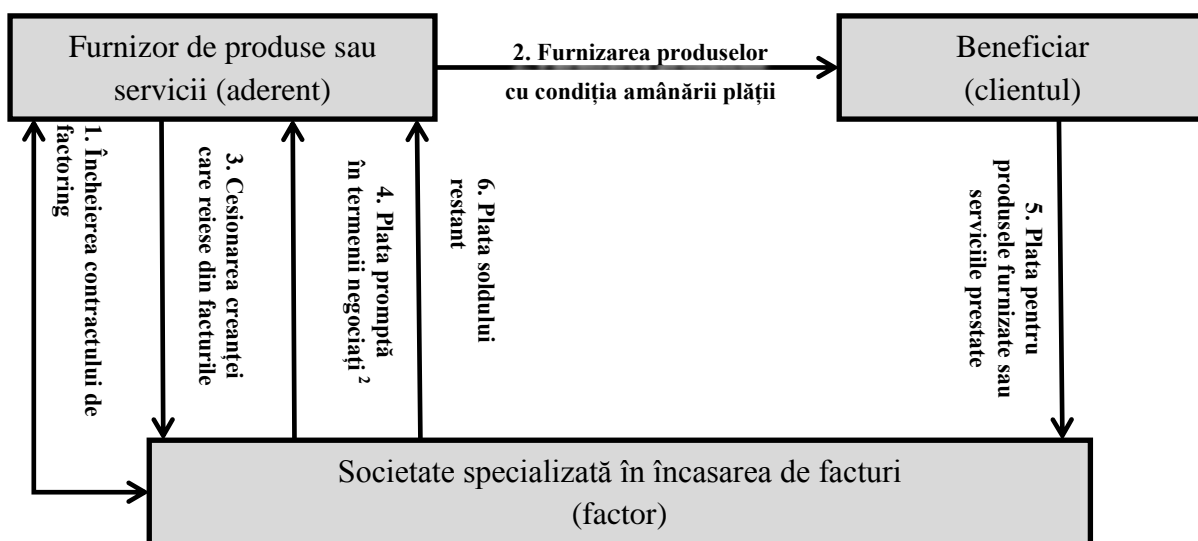 Furnizor de produse sau
servicii (aderent)
2. Furnizarea produselor
cu condiția amânării plății
Beneficiar
(clientul)
1. Încheierea contractului de
factoring
3. Cesionarea creanței
care reiese din facturile
4. Plata promptă
în termenii negociați ²
6. Plata soldului
restant
5. Plata pentru
produsele furnizate sau
serviciile prestate
Societate specializată în încasarea de facturi
(factor)